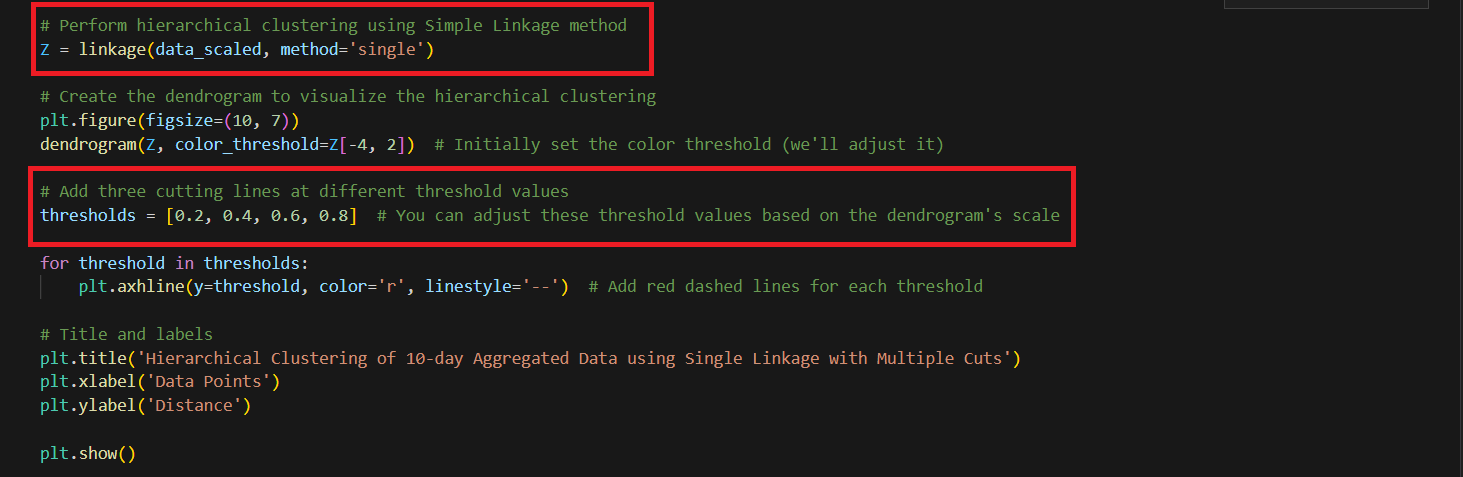 # Perform hierarchical clustering using Simple Linkage method
Z = linkage(data_scaled, method='single')
# Create the dendrogram to visualize the hierarchical clustering
plt.figure(figsize=(10, 7))
dendrogram(Z, color_threshold=Z[-4, 2])  # Initially set the color threshold (we'll adjust it)
# Add three cutting lines at different threshold values
thresholds = [0.2, 0.4, 0.6, 0.8]  # You can adjust these threshold values based on the dendrogram's scale
for threshold in thresholds:
    plt.axhline(y=threshold, color='r', linestyle='--')  # Add red dashed lines for each threshold
# Title and labels
plt.title('Hierarchical Clustering of 10-day Aggregated Data using Single Linkage with Multiple Cuts')
plt.xlabel('Data Points')
plt.ylabel('Distance')
plt.show()